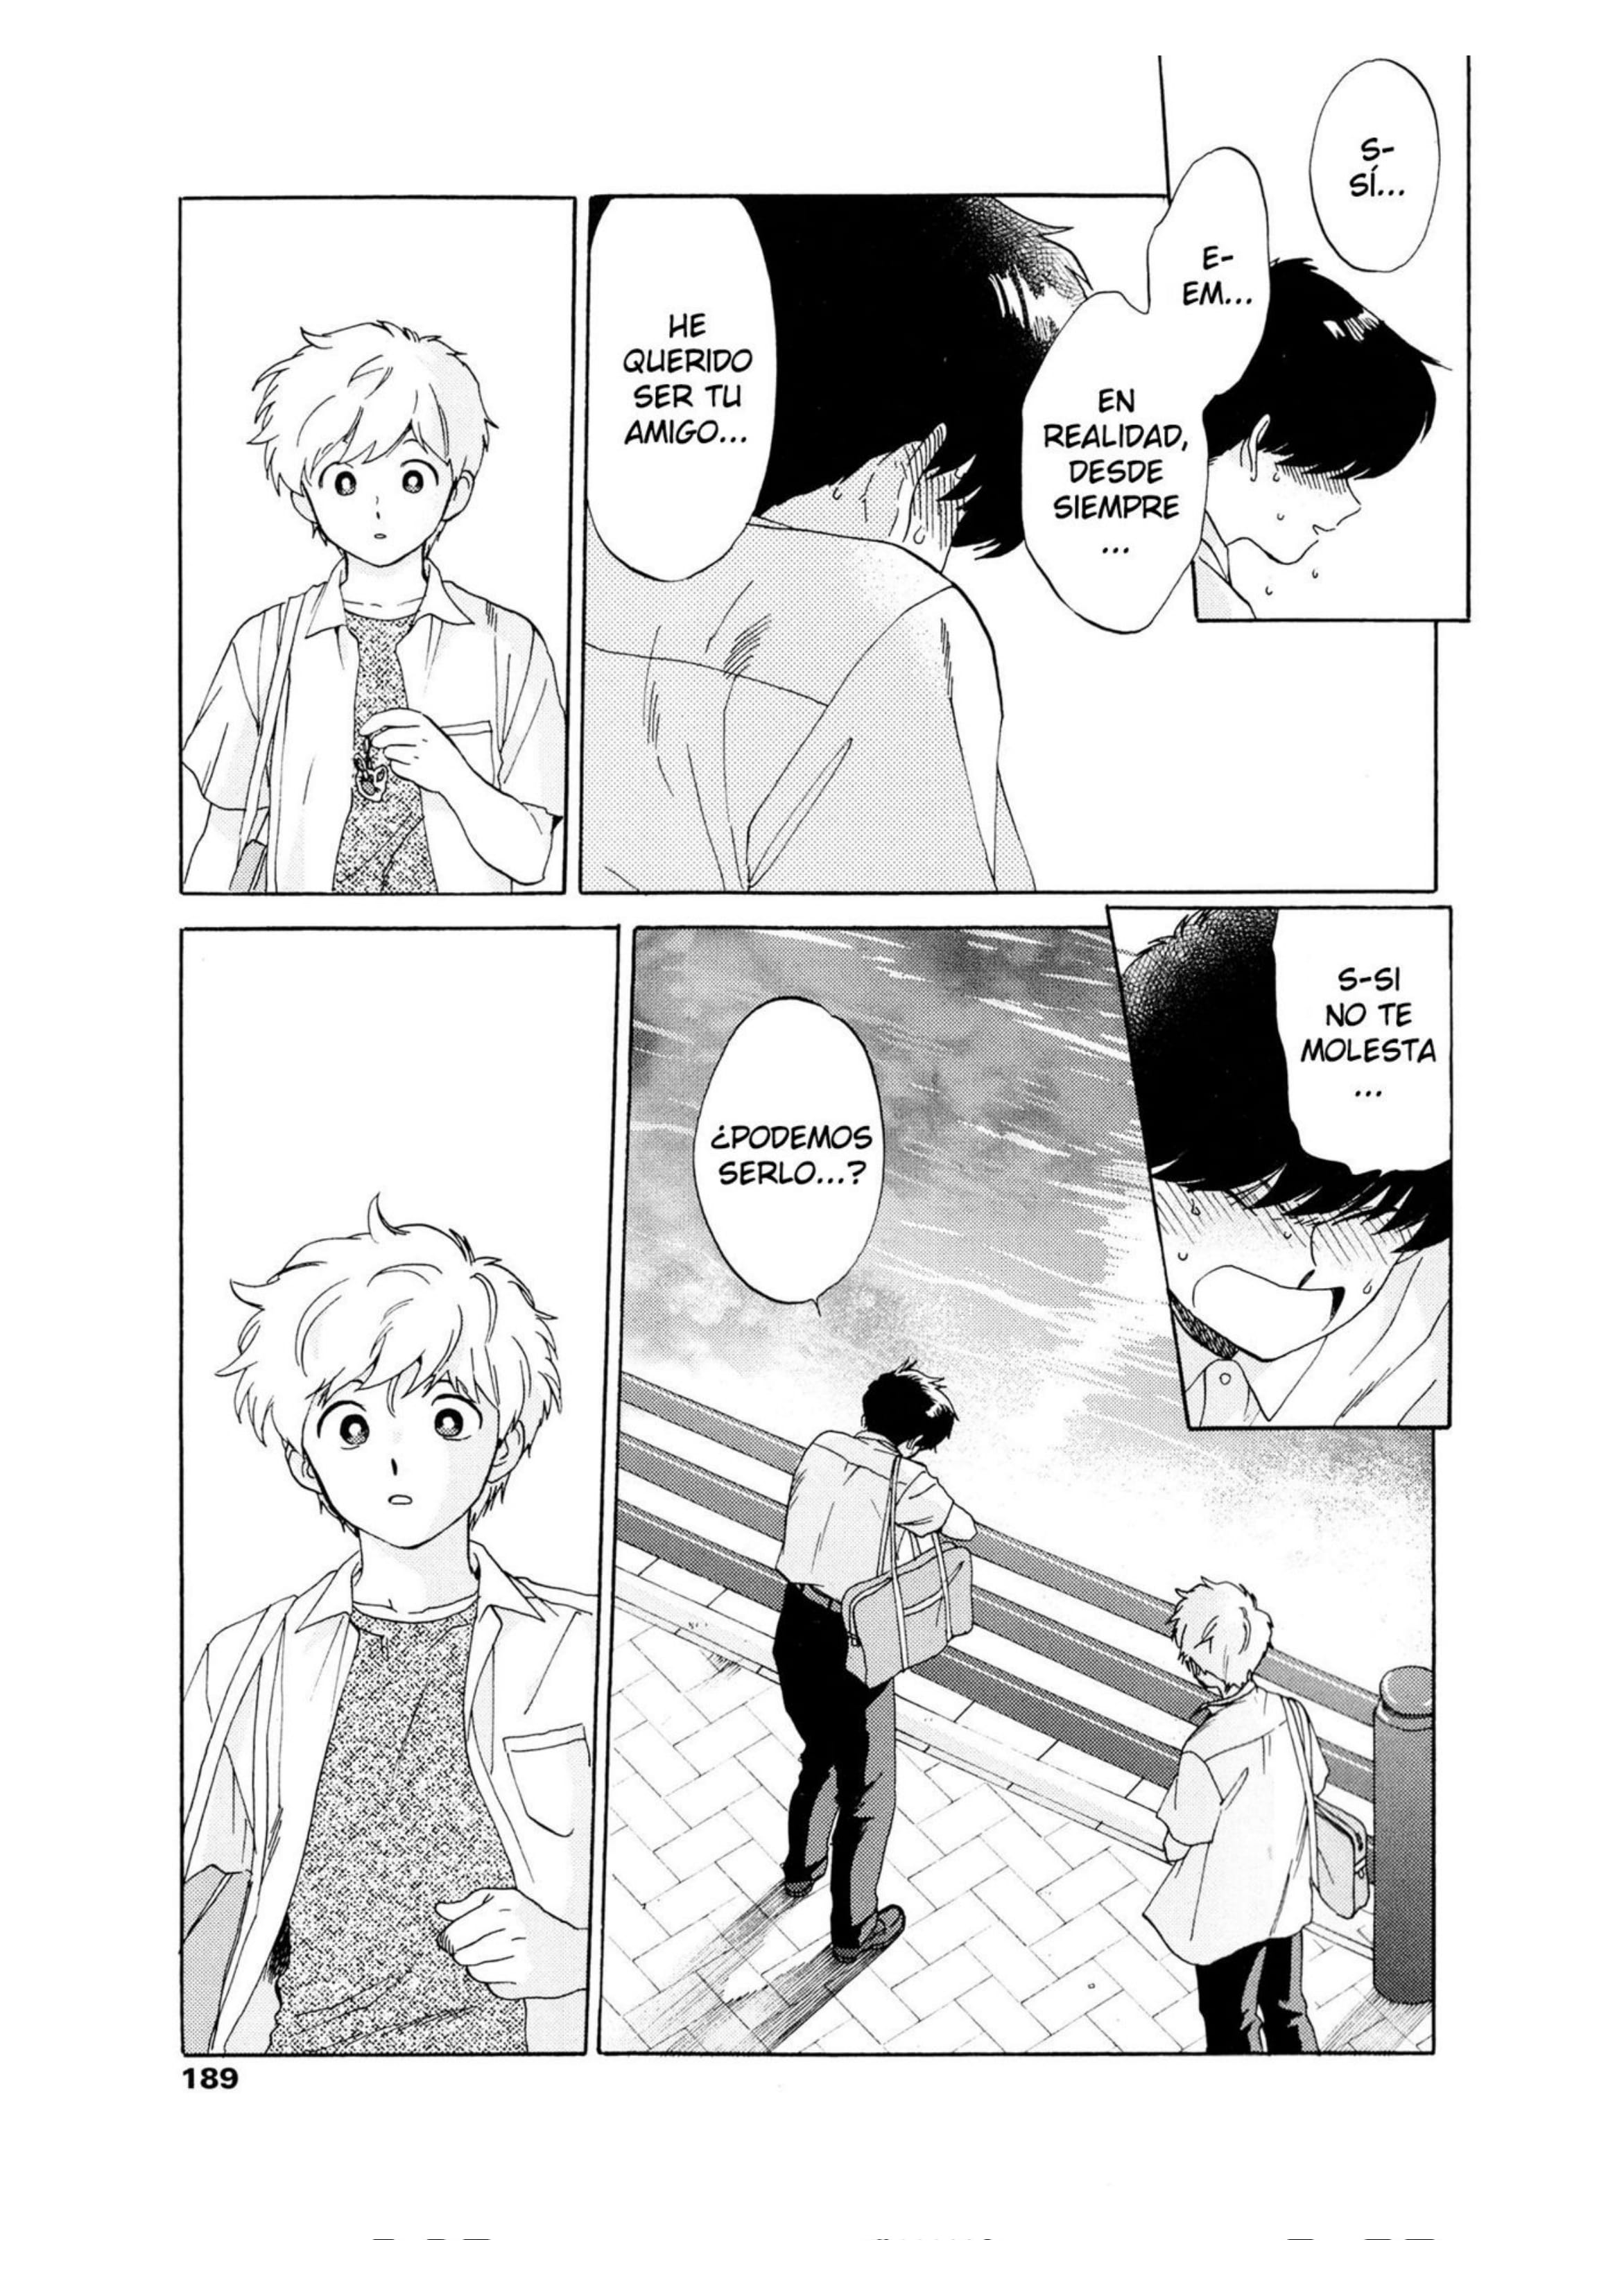 S-
SÍ...
E-
EM...
EN
REALIDAD,
DESDE
SIEMPRE
...
HE
QUERIDO
SER TU
AMIGO...
S-SI
NO TE
MOLESTA
...
¿PODEMOS
SERLO...?
189